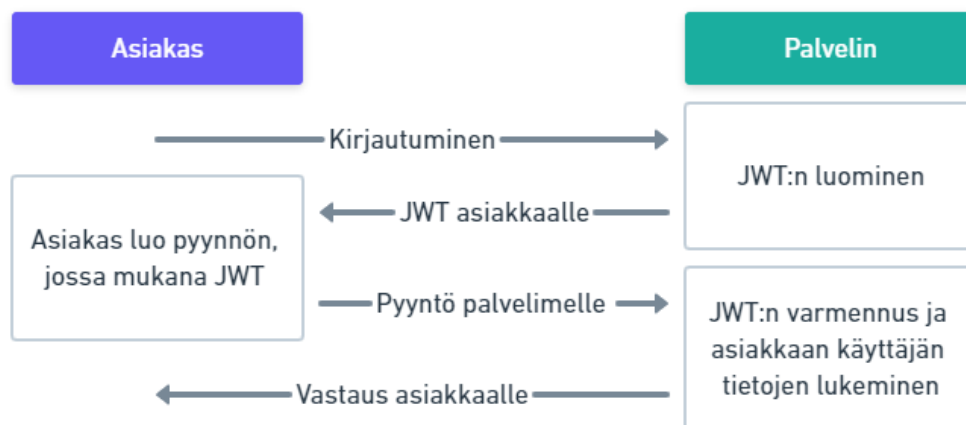 Asiakas
Palvelin
Kirjautuminen
JWT:n luominen
JWT asiakkaalle
Asiakas luo pyynnön,
jossa mukana JWT
Pyyntö palvelimelle
JWT:n varmennus ja
asiakkaan käyttäjän
tietojen lukeminen
Vastaus asiakkaalle